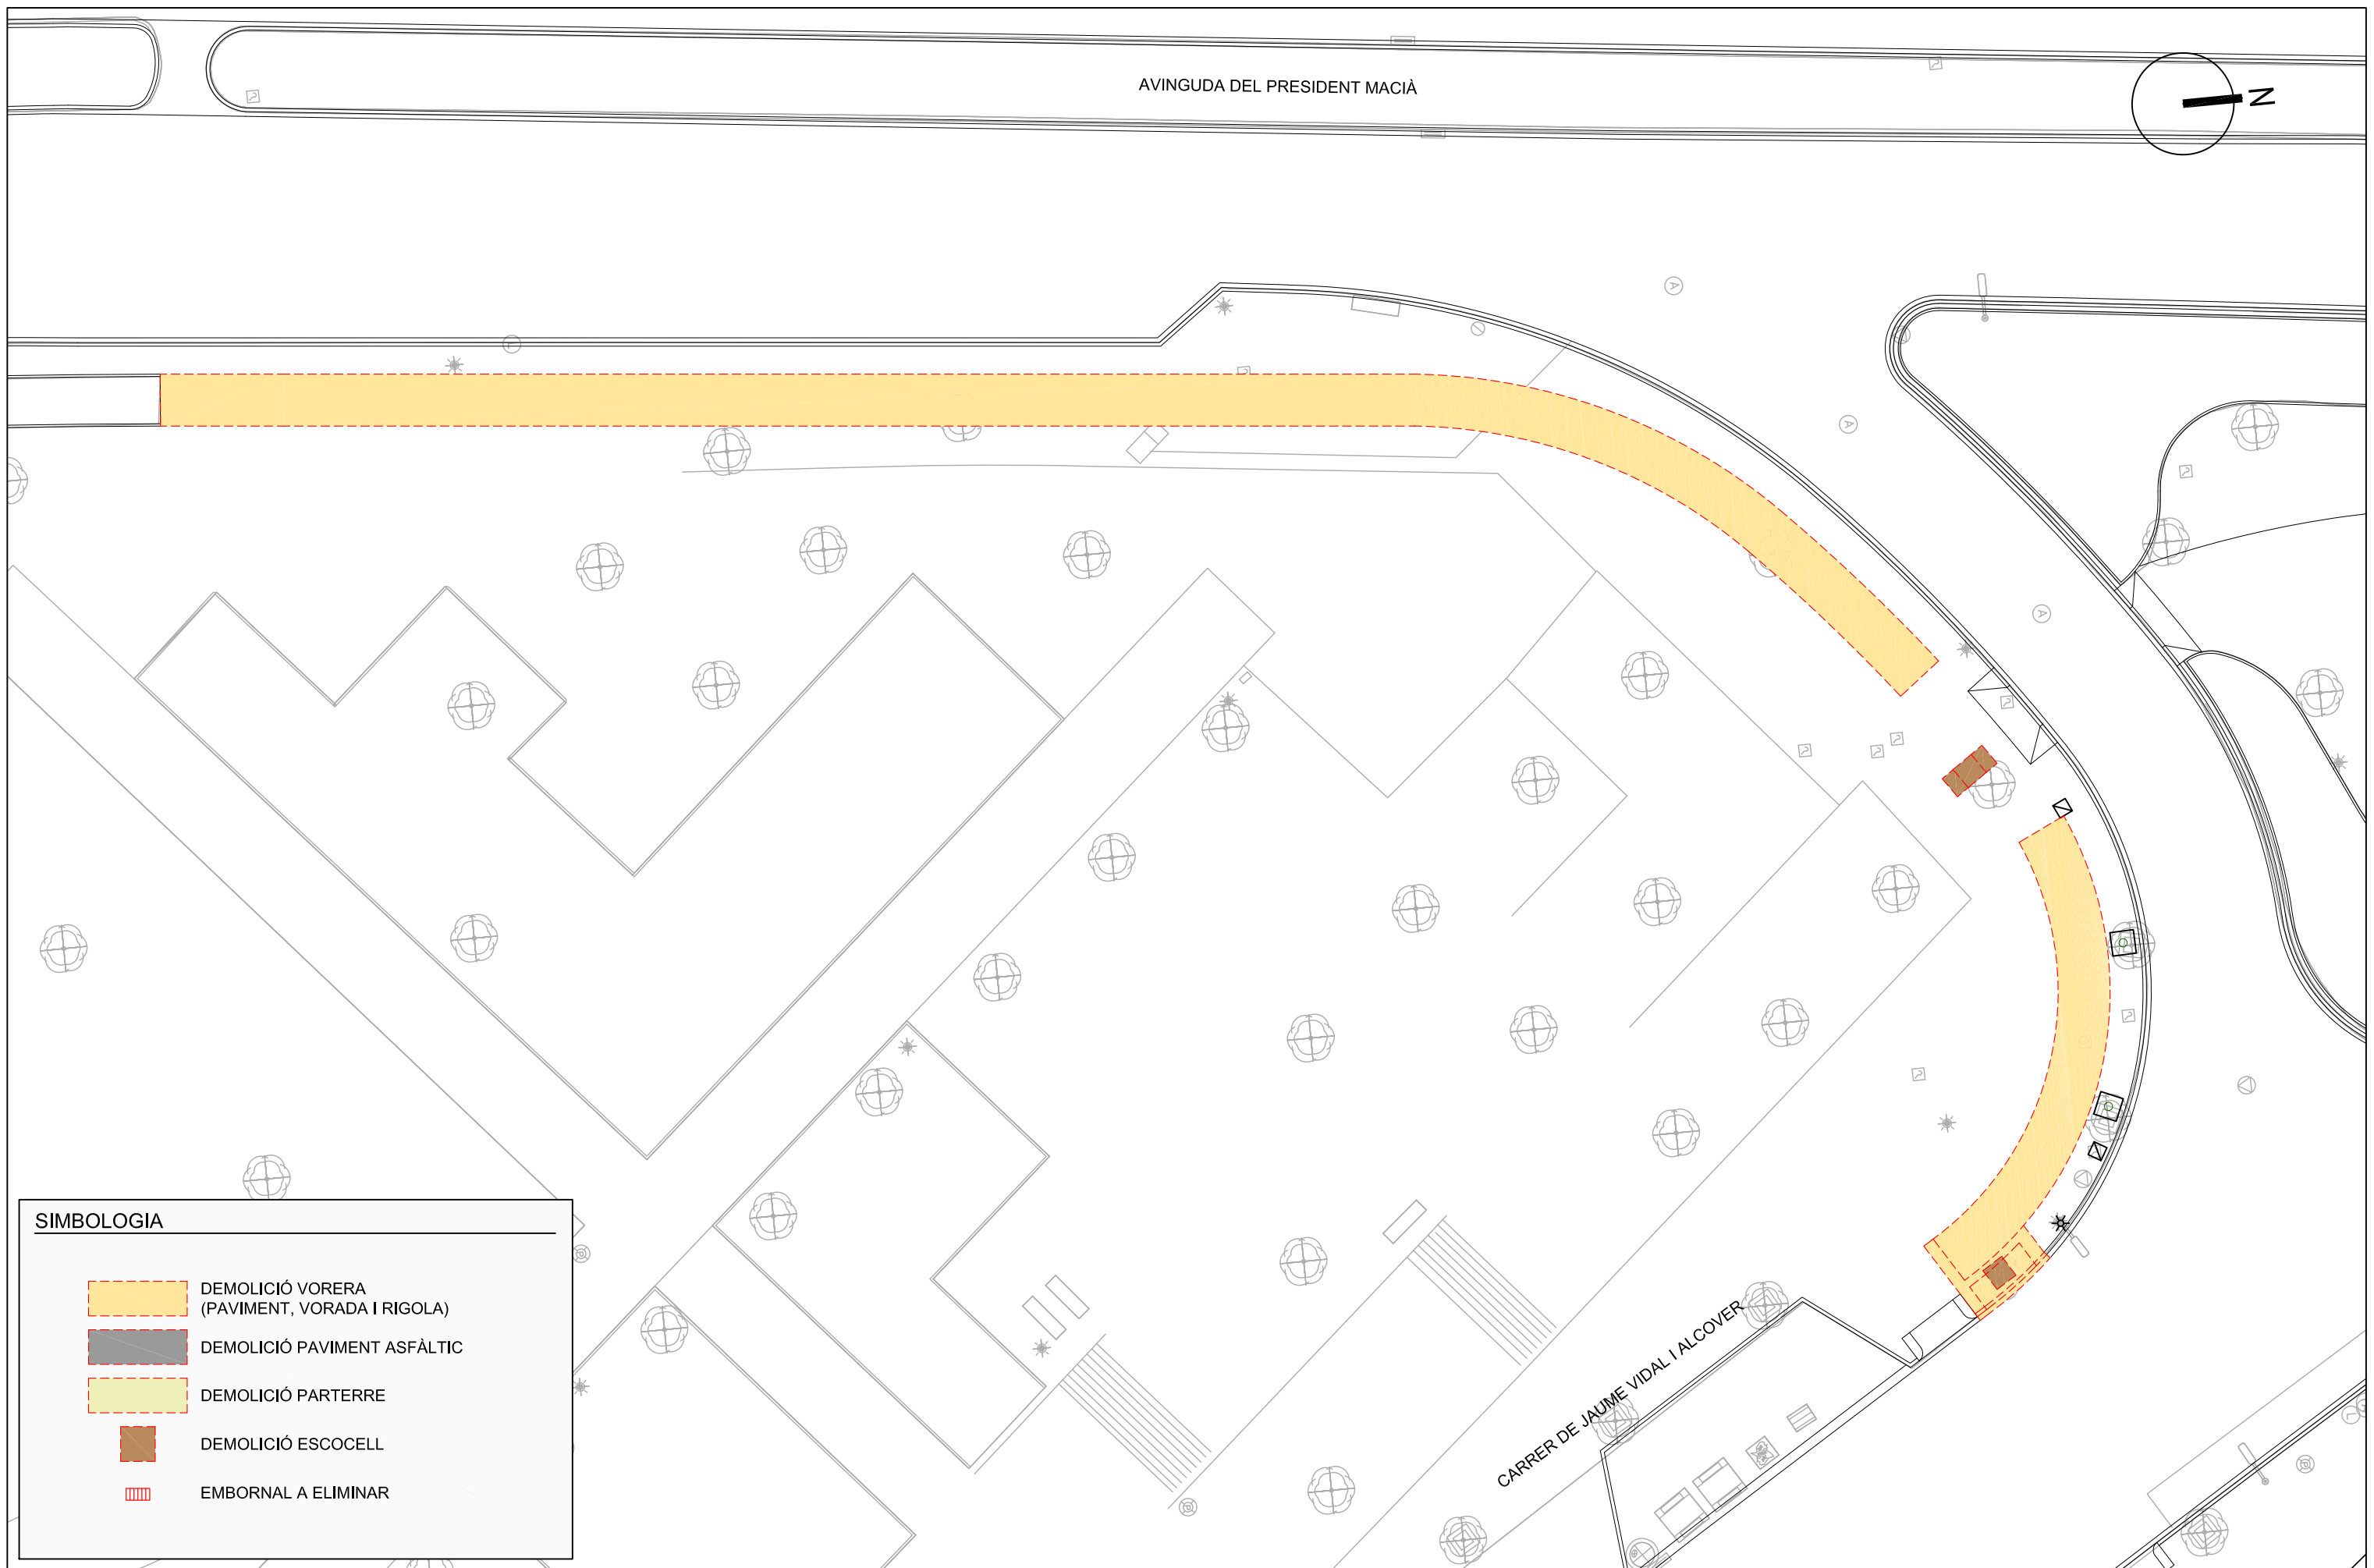 AVINGUDA DEL PRESIDENT MACIÀ
N
CARRER DE JAUME VIDAL I ALCOVER
SIMBOLOGIA
DEMOLICIÓ VORERA
(PAVIMENT, VORADA I RIGOLA)
DEMOLICIÓ PAVIMENT ASFÀLTIC
DEMOLICIÓ PARTERRE
DEMOLICIÓ ESCOCELL
EMBORNAL A ELIMINAR